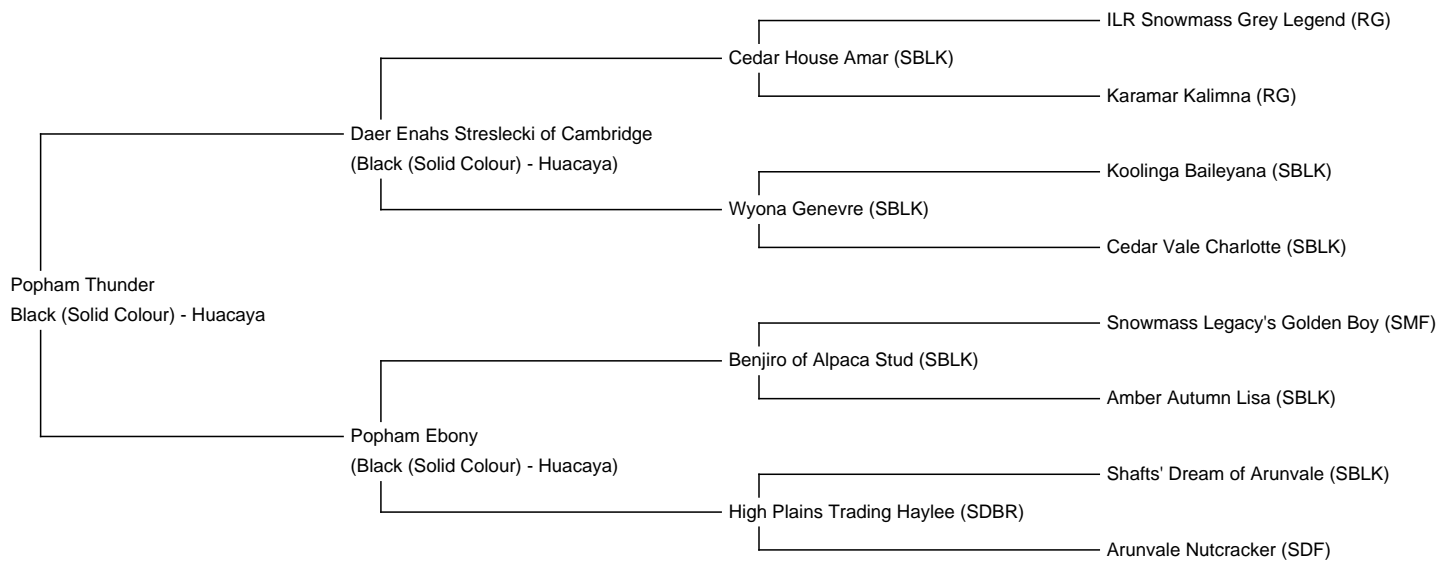 ILR Snowmass Grey Legend (RG)
Cedar House Amar (SBLK)
Karamar Kalimna (RG)
Daer Enahs Streslecki of Cambridge
(Black (Solid Colour) - Huacaya)
Koolinga Baileyana (SBLK)
Wyona Genevre (SBLK)
Cedar Vale Charlotte (SBLK)
Popham Thunder
Black (Solid Colour) - Huacaya
Snowmass Legacy's Golden Boy (SMF)
Benjiro of Alpaca Stud (SBLK)
Amber Autumn Lisa (SBLK)
Popham Ebony
(Black (Solid Colour) - Huacaya)
Shafts' Dream of Arunvale (SBLK)
High Plains Trading Haylee (SDBR)
Arunvale Nutcracker (SDF)